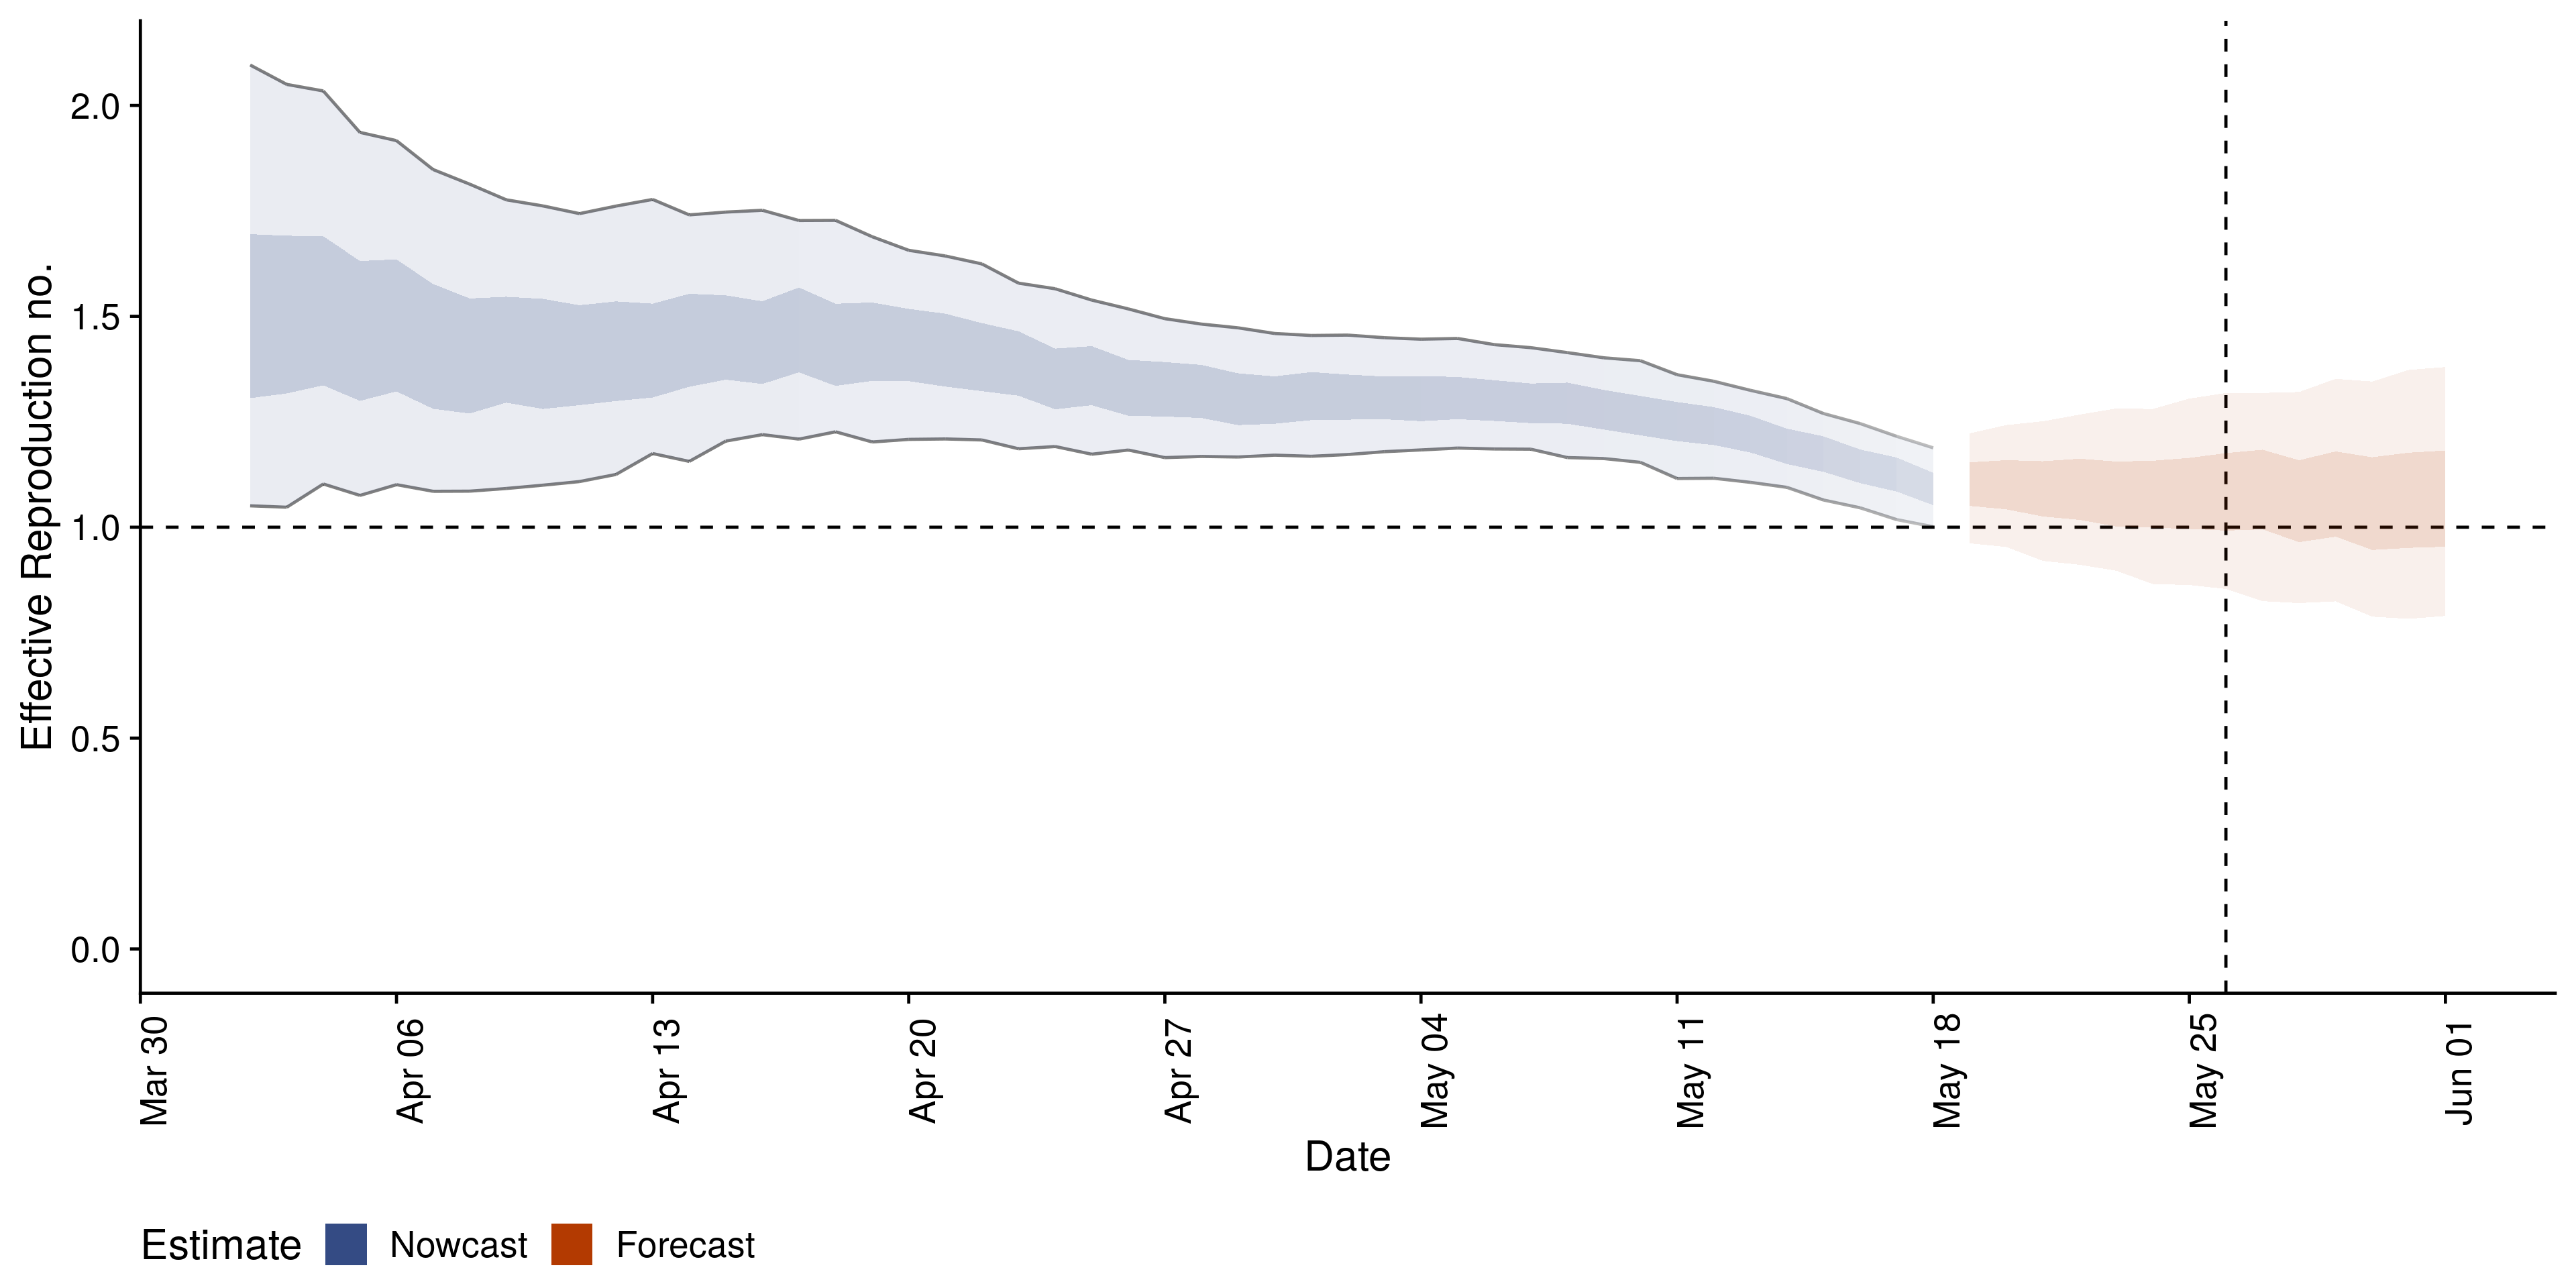 Effective Reproduction no.
2.0
1.5
1.0
0.5
0.0
Mar 30
Apr 06
Apr 13
Apr 20
Apr 27
May 04
May 11
May 18
May 25
Jun 01
Date
Estimate Nowcast Forecast